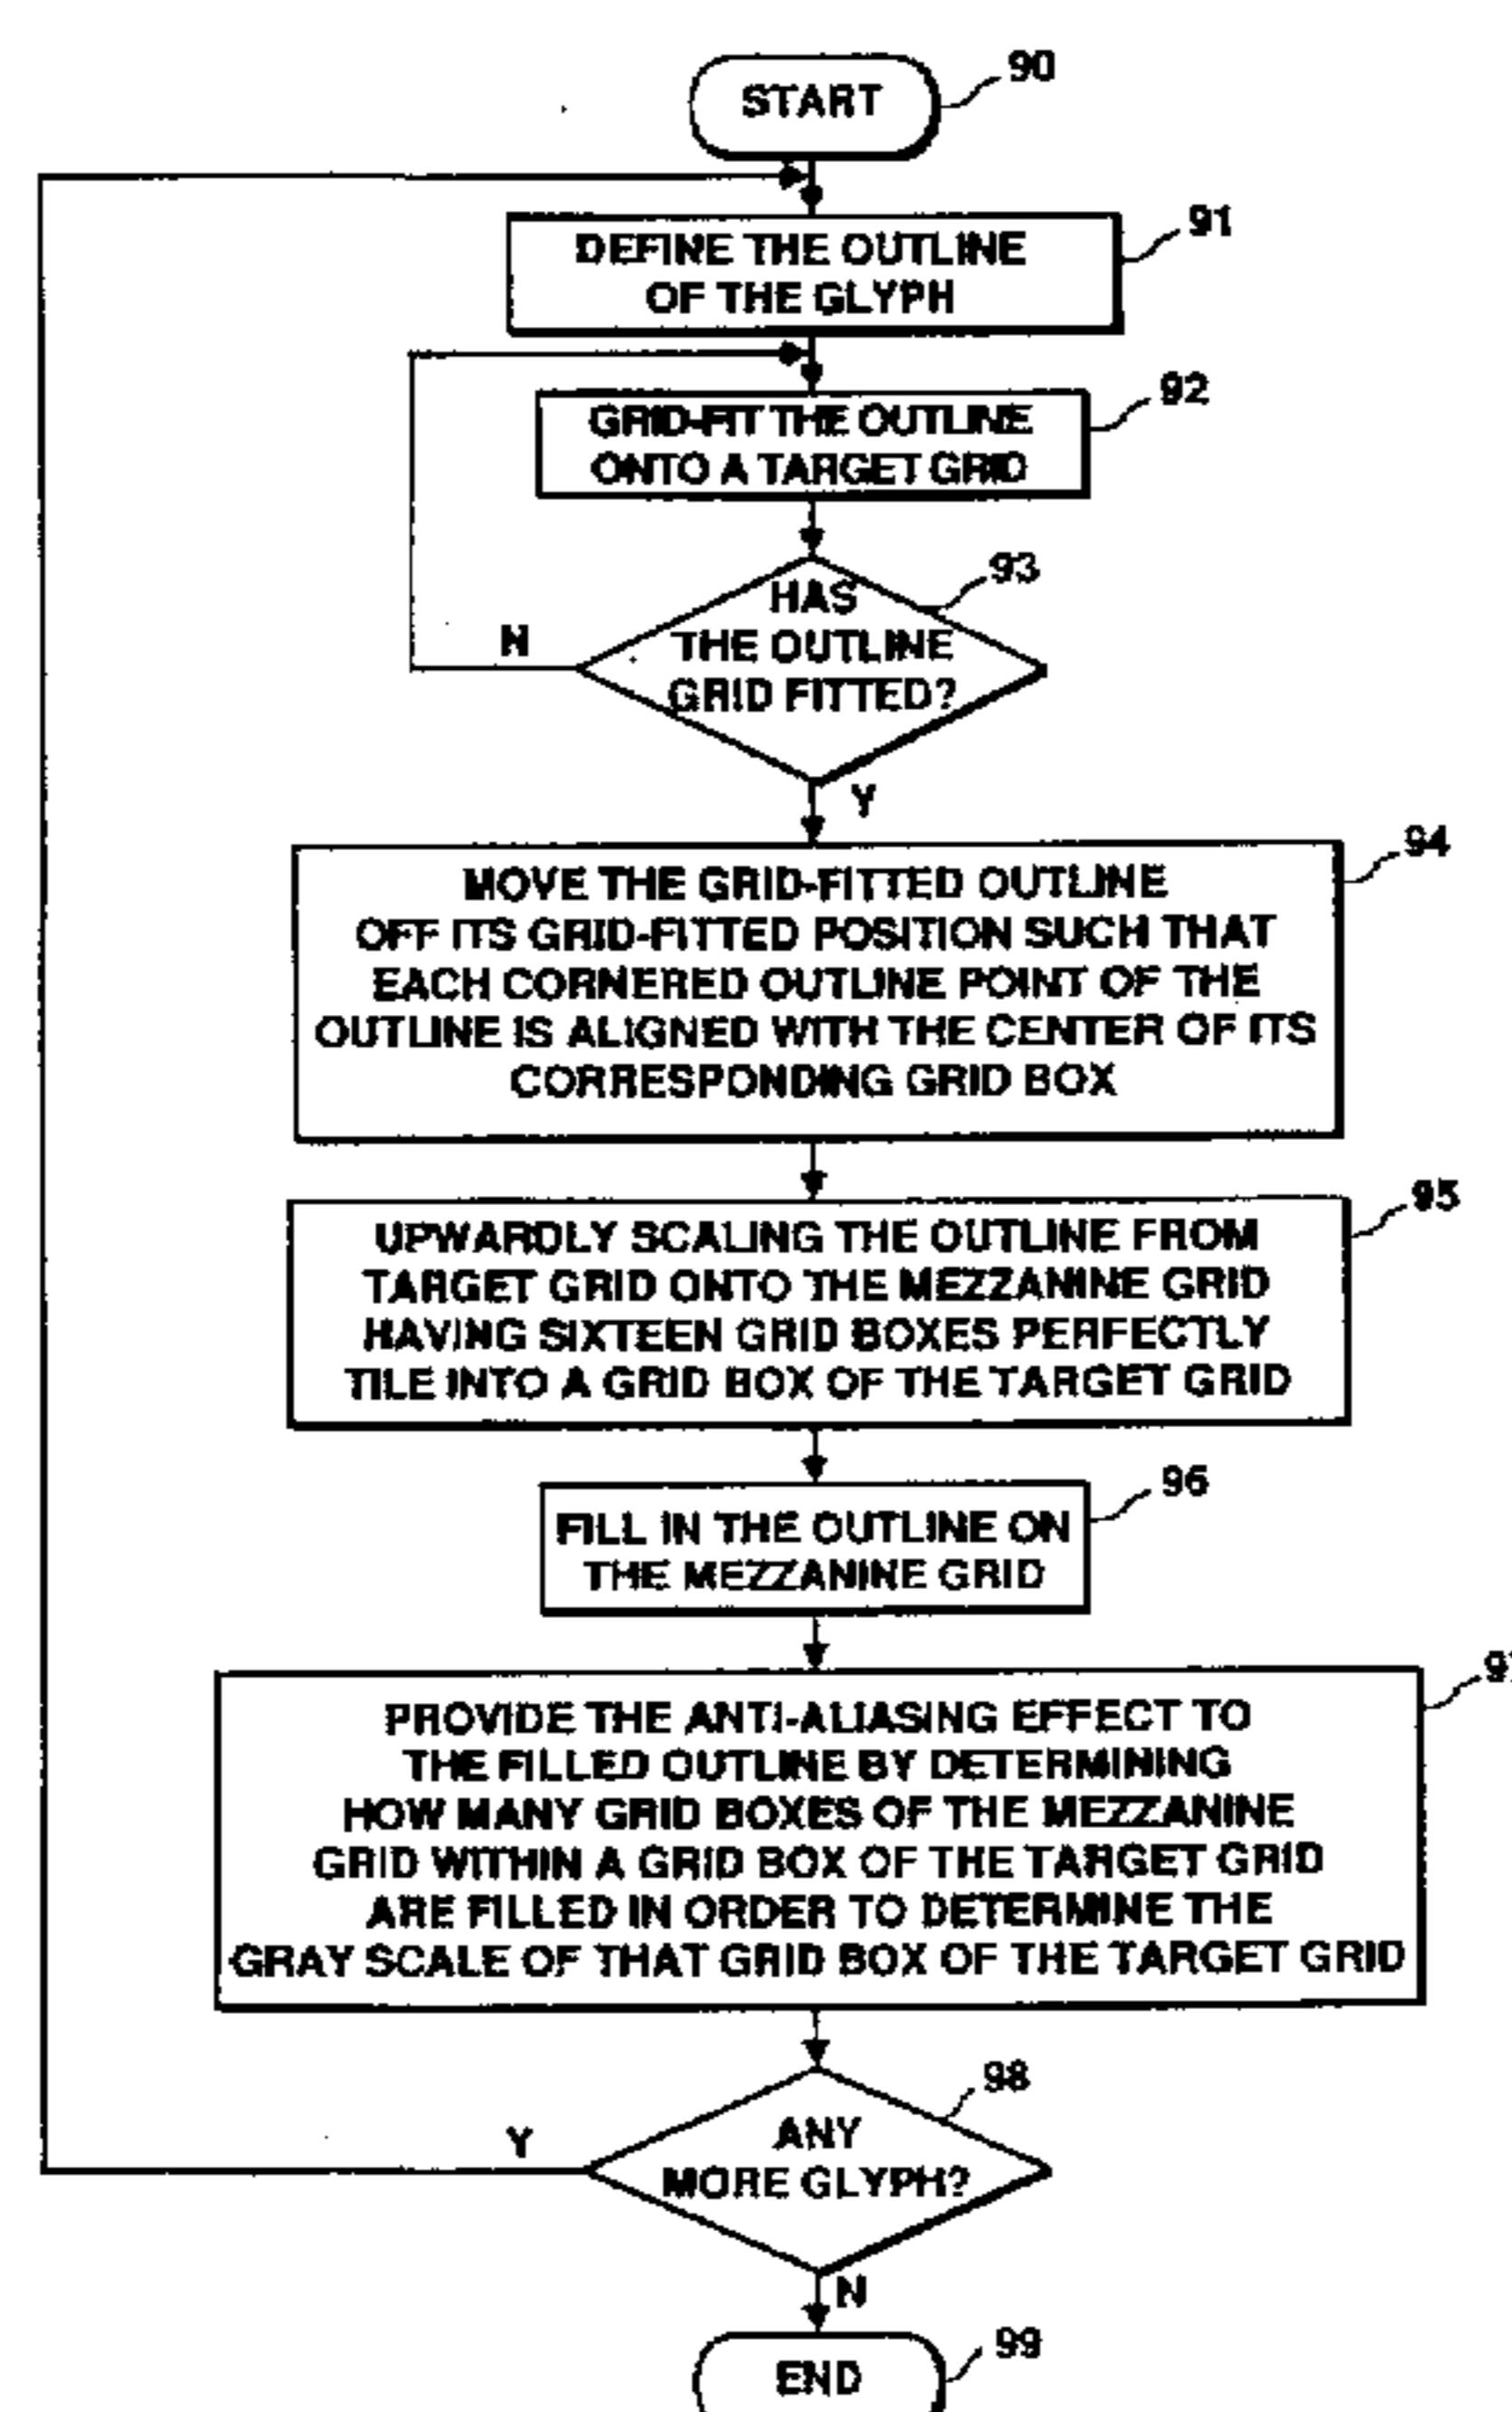 90
START
91
DEFINE THE OUTLINE
OF THE GLYPH
92
GRID-FIT THE OUTLINE
ONTO A TARGET GRID
93
HAS
THE OUTLINE
GRID FITTED?
N
Y
94
MOVE THE GRID-FITTED OUTLINE
OFF ITS GRID-FITTED POSITION SUCH THAT
EACH CORNERED OUTLINE POINT OF THE
OUTLINE IS ALIGNED WITH THE CENTER OF ITS
CORRESPONDING GRID BOX
95
UPWARDLY SCALING THE OUTLINE FROM
TARGET GRID ONTO THE MEZZANINE GRID
HAVING SIXTEEN GRID BOXES PERFECTLY
TILE INTO A GRID BOX OF THE TARGET GRID
96
FILL IN THE OUTLINE ON
THE MEZZANINE GRID
PROVIDE THE ANTI-ALIASING EFFECT TO
THE FILLED OUTLINE BY DETERMINING
HOW MANY GRID BOXES OF THE MEZZANINE
GRID WITHIN A GRID BOX OF THE TARGET GRID
ARE FILLED IN ORDER TO DETERMINE THE
GRAY SCALE OF THAT GRID BOX OF THE TARGET GRID
98
ANY
MORE GLYPH?
Y
N
99
END